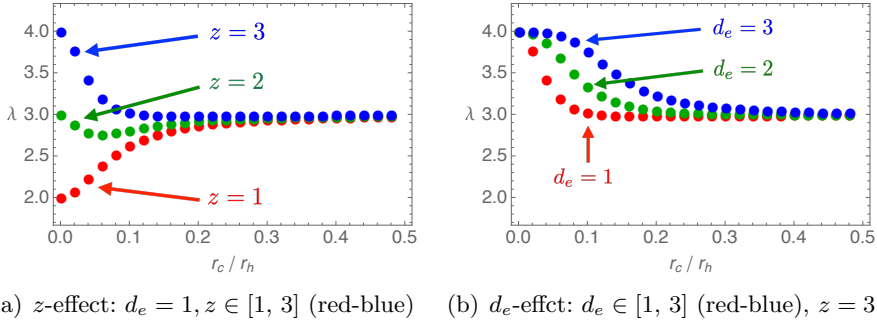 4.0
3.5
3.0
2.5
2.0
λ
z = 3
z = 2
z = 1
0.0 0.1 0.2 0.3 0.4 0.5
r_c / r_h
a) z-effect: d_e = 1, z ∈ [1, 3] (red-blue)
4.0
3.5
3.0
2.5
2.0
λ
d_e = 3
d_e = 2
d_e = 1
0.0 0.1 0.2 0.3 0.4 0.5
r_c / r_h
(b) d_e-effct: d_e ∈ [1, 3] (red-blue), z = 3